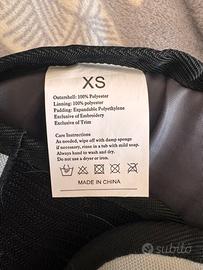 XS
Outershell: 100% Polyester
Linning: 100% Polyester
Padding: Expandable Polyethylene
Exclusive of Embroidery
Exclusive of Trim
Care Instructions
As needed, wipe off with damp sponge
if necessary, rinse in a tub with mild soap.
Always hand to wash and dry.
Do not use a dryer or iron.
MADE IN CHINA
subito